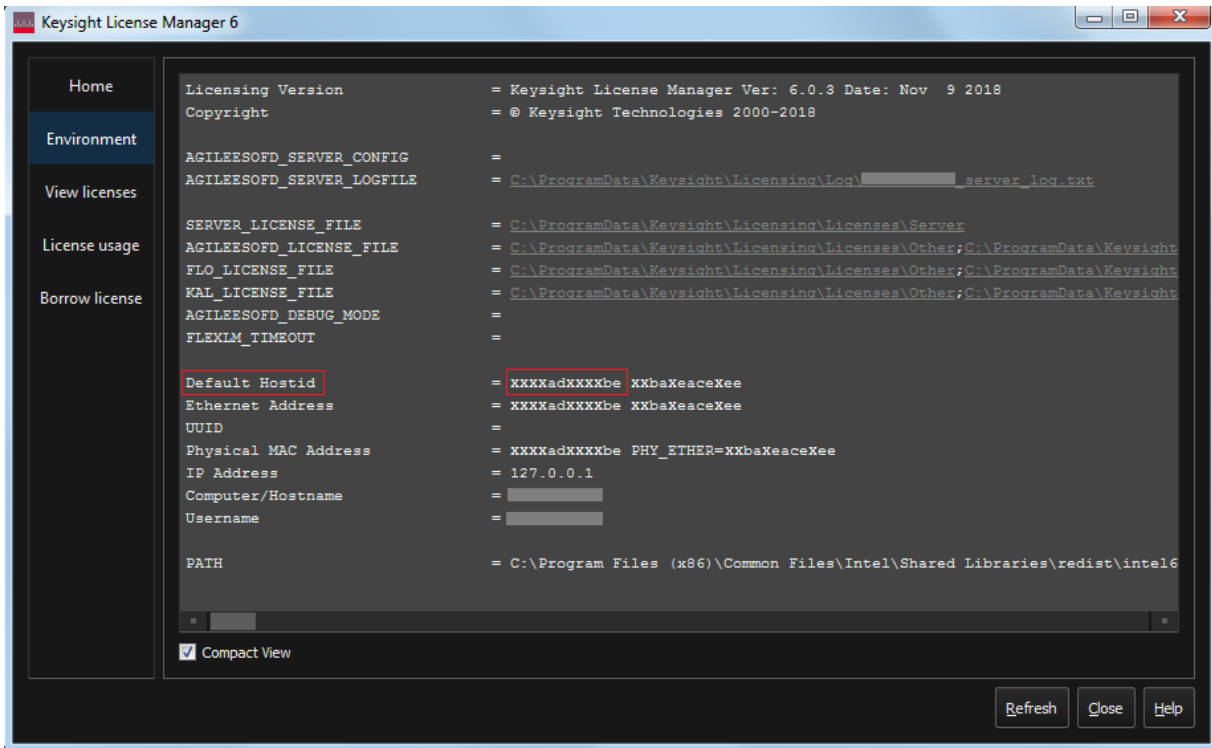 Keysight License Manager 6
Home
Environment
View licenses
License usage
Borrow license
Licensing Version = Keysight License Manager Ver: 6.0.3 Date: Nov 9 2018
Copyright = © Keysight Technologies 2000-2018
AGILEESOFD_SERVER_CONFIG =
AGILEESOFD_SERVER_LOGFILE = C:\ProgramData\Keysight\Licensing\Log\ _server_log.txt
SERVER_LICENSE_FILE = C:\ProgramData\Keysight\Licensing\Licenses\Server
AGILEESOFD_LICENSE_FILE = C:\ProgramData\Keysight\Licensing\Licenses\Other;C:\ProgramData\Keysight
FLO_LICENSE_FILE = C:\ProgramData\Keysight\Licensing\Licenses\Other;C:\ProgramData\Keysight
KAL_LICENSE_FILE = C:\ProgramData\Keysight\Licensing\Licenses\Other;C:\ProgramData\Keysight
AGILEESOFD_DEBUG_MODE =
FLEXLM_TIMEOUT =
Default Hostid = XXXXadXXXXbe XXbaXeaceXee
Ethernet Address = XXXXadXXXXbe XXbaXeaceXee
UUID =
Physical MAC Address = XXXXadXXXXbe PHY_ETHER=XXbaXeaceXee
IP Address = 127.0.0.1
Computer/Hostname =
Username =
PATH = C:\Program Files (x86)\Common Files\Intel\Shared Libraries\redist\intel6
Compact View
Refresh
Close
Help